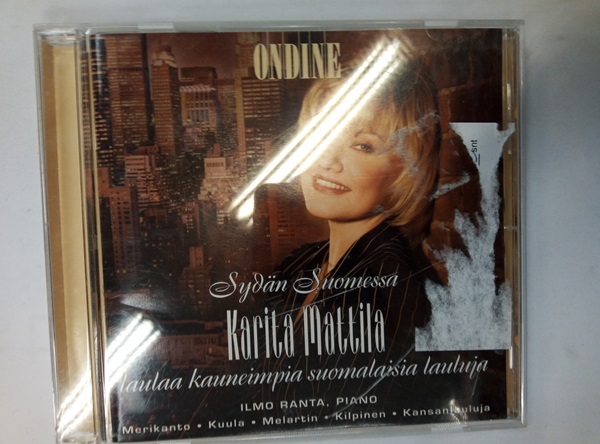 ONDINE
Sydän Suomessa
Karita Mattila
laulaa kauneimpia suomalaisia lauluja
ILMO RANTA, PIANO
Merikanto • Kuula • Melartin • Kilpinen • Kansanlauluja